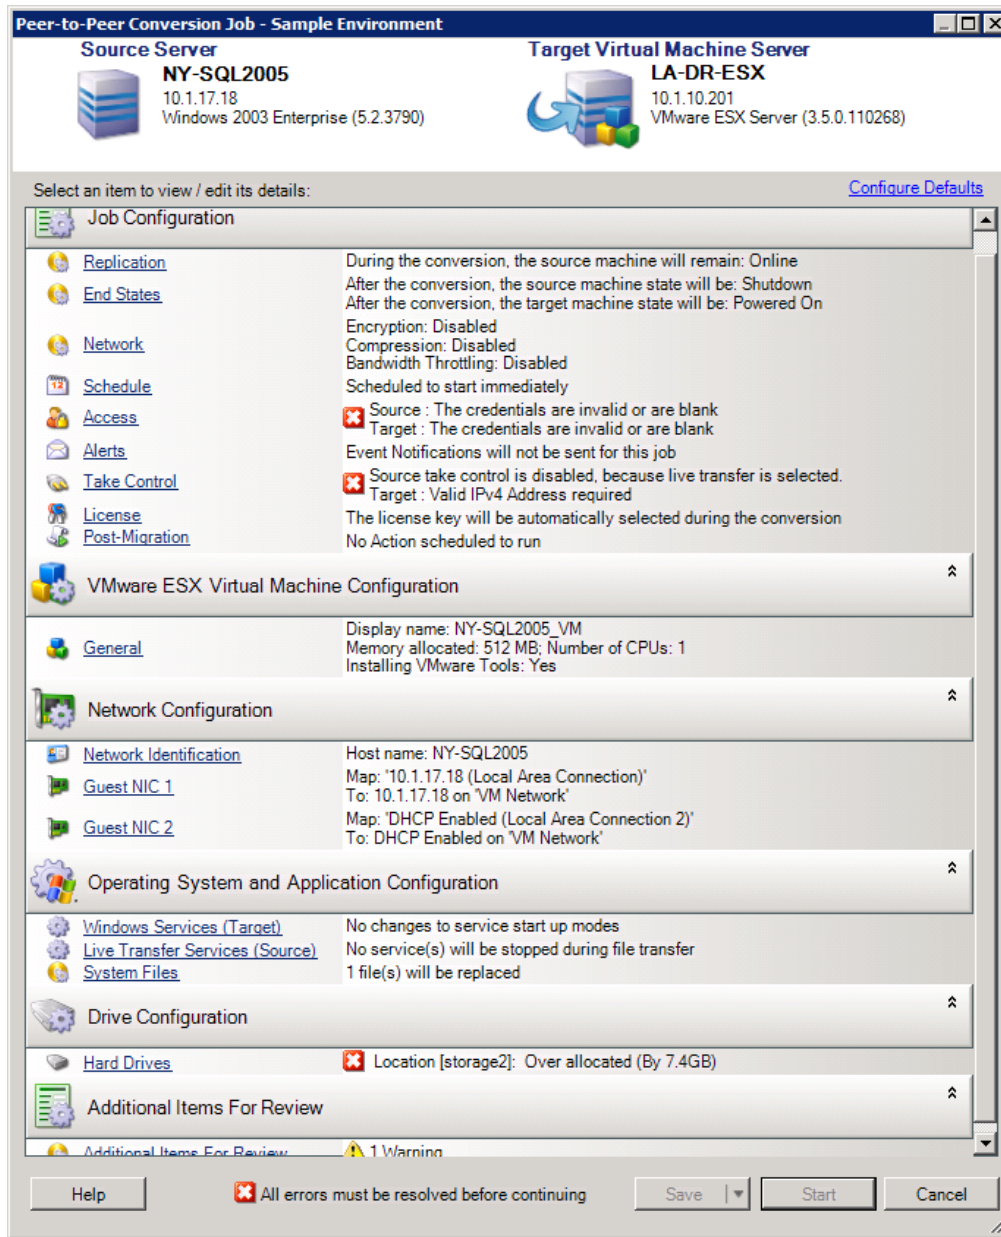 Peer-to-Peer Conversion Job - Sample Environment
Source Server
NY-SQL2005
10.1.17.18
Windows 2003 Enterprise (5.2.3790)
Target Virtual Machine Server
LA-DR-ESX
10.1.10.201
VMware ESX Server (3.5.0.110268)
Select an item to view / edit its details:
Configure Defaults
Job Configuration
Replication
During the conversion, the source machine will remain: Online
End States
After the conversion, the source machine state will be: Shutdown
After the conversion, the target machine state will be: Powered On
Network
Encryption: Disabled
Compression: Disabled
Bandwidth Throttling: Disabled
12
Schedule
Scheduled to start immediately
Access
Source : The credentials are invalid or are blank
Target : The credentials are invalid or are blank
Alerts
Event Notifications will not be sent for this job
Take Control
Source take control is disabled, because live transfer is selected.
Target : Valid IPv4 Address required
License
The license key will be automatically selected during the conversion
Post-Migration
No Action scheduled to run
VMware ESX Virtual Machine Configuration
General
Display name: NY-SQL2005_VM
Memory allocated: 512 MB; Number of CPUs: 1
Installing VMware Tools: Yes
Network Configuration
Network Identification
Host name: NY-SQL2005
Guest NIC 1
Map: '10.1.17.18 (Local Area Connection)'
To: 10.1.17.18 on 'VM Network'
Guest NIC 2
Map: 'DHCP Enabled (Local Area Connection 2)'
To: DHCP Enabled on 'VM Network'
Operating System and Application Configuration
Windows Services (Target)
No changes to service start up modes
Live Transfer Services (Source)
No service(s) will be stopped during file transfer
System Files
1 file(s) will be replaced
Drive Configuration
Hard Drives
Location [storage2]: Over allocated (By 7.4GB)
Additional Items For Review
Additional Items For Review
1 Warning
Help
All errors must be resolved before continuing
Save
Start
Cancel